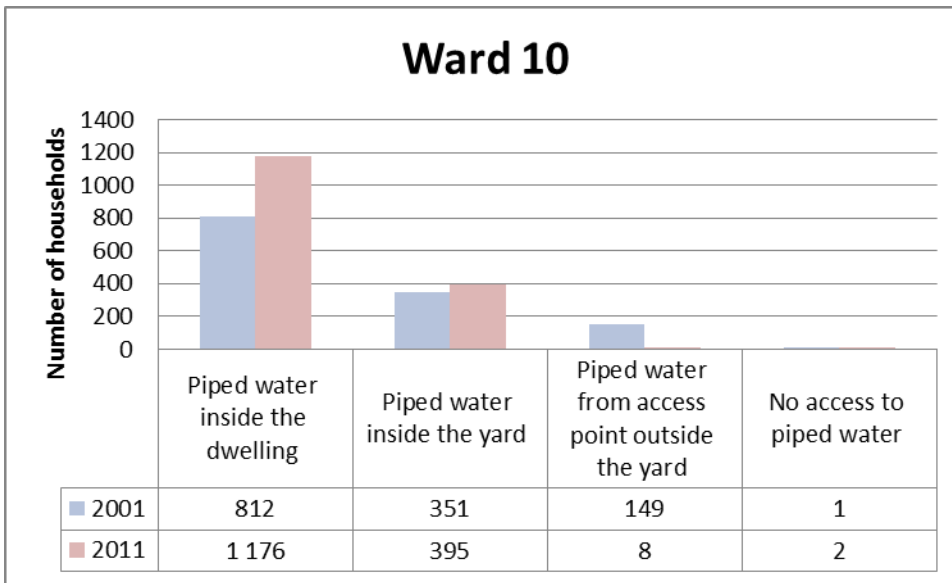 Ward 10
Number of households
1400
1200
1000
800
600
400
200
0
Piped water
inside the
dwelling
Piped water
inside the yard
Piped water
from access
point outside
the yard
No access to
piped water
2001 812 351 149 1
2011 1 176 395 8 2